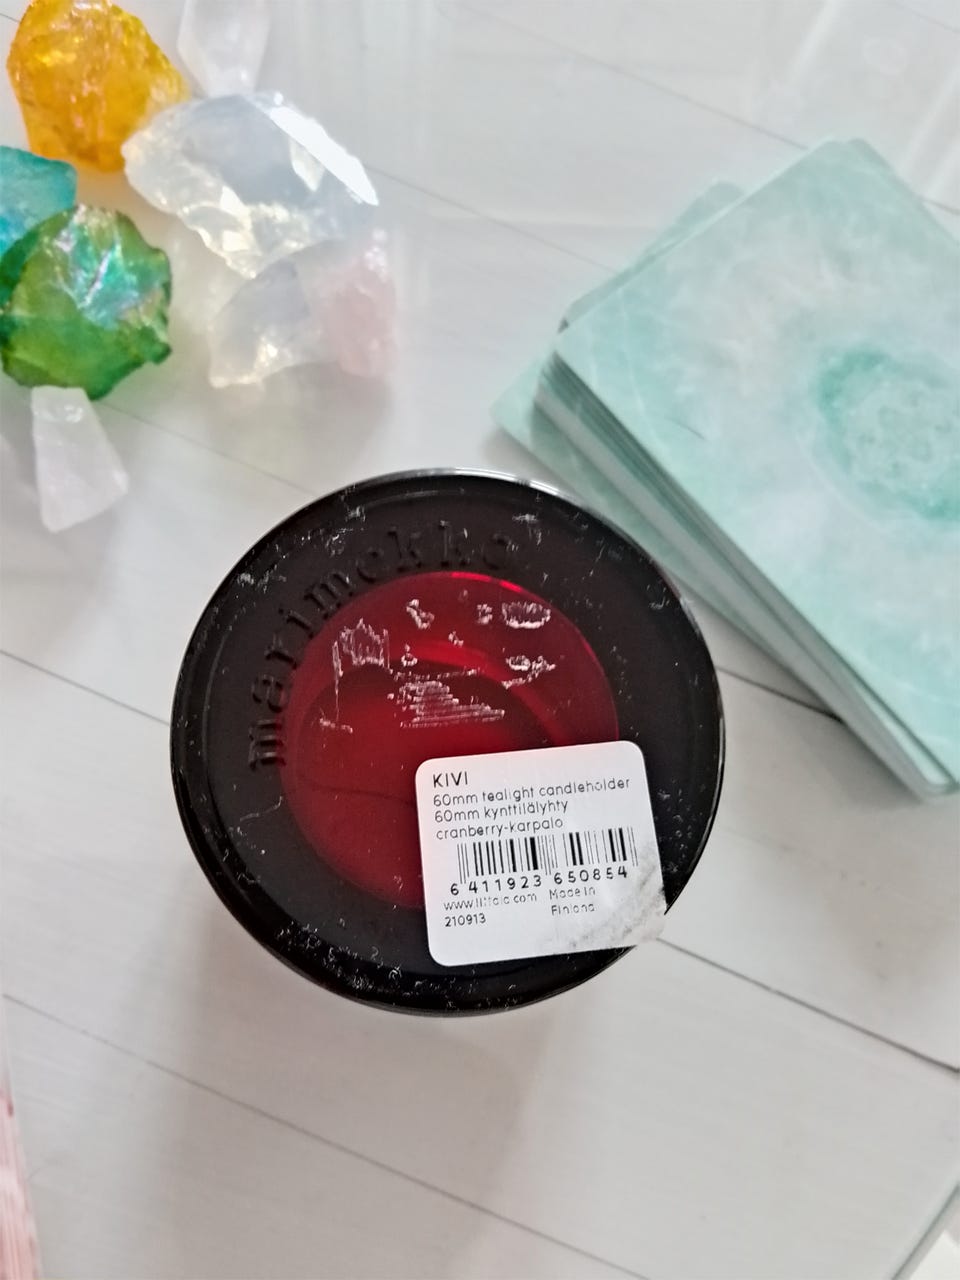 marimekko
KIVI
60mm tealight candleholder
60mm kynttilälyhty
cranberry-karpalo
6 411923 650854
www.iittala.com Made in
210913 Finland